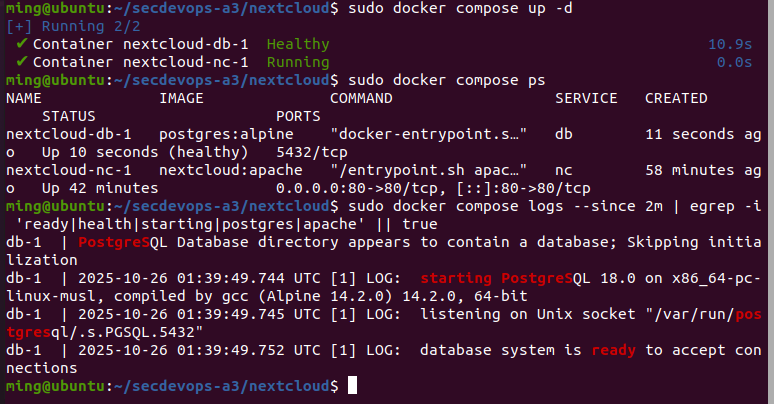 ming@ubuntu:~/secdevops-a3/nextcloud$ sudo docker compose up -d
[+] Running 2/2
 ✔ Container nextcloud-db-1  Healthy                                                10.9s
 ✔ Container nextcloud-nc-1  Running                                                 0.0s
ming@ubuntu:~/secdevops-a3/nextcloud$ sudo docker compose ps
NAME             IMAGE              COMMAND                  SERVICE   CREATED
    STATUS                   PORTS
nextcloud-db-1   postgres:alpine    "docker-entrypoint.s…"   db        11 seconds ag
o   Up 10 seconds (healthy)   5432/tcp
nextcloud-nc-1   nextcloud:apache   "/entrypoint.sh apac…"   nc        58 minutes ag
o   Up 42 minutes             0.0.0.0:80->80/tcp, [::]:80->80/tcp
ming@ubuntu:~/secdevops-a3/nextcloud$ sudo docker compose logs --since 2m | egrep -i
 'ready|health|starting|postgres|apache' || true
db-1  | PostgreSQL Database directory appears to contain a database; Skipping initia
lization
db-1  | 2025-10-26 01:39:49.744 UTC [1] LOG:  starting PostgreSQL 18.0 on x86_64-pc-
linux-musl, compiled by gcc (Alpine 14.2.0) 14.2.0, 64-bit
db-1  | 2025-10-26 01:39:49.745 UTC [1] LOG:  listening on Unix socket "/var/run/pos
tgresql/.s.PGSQL.5432"
db-1  | 2025-10-26 01:39:49.752 UTC [1] LOG:  database system is ready to accept con
nections
ming@ubuntu:~/secdevops-a3/nextcloud$